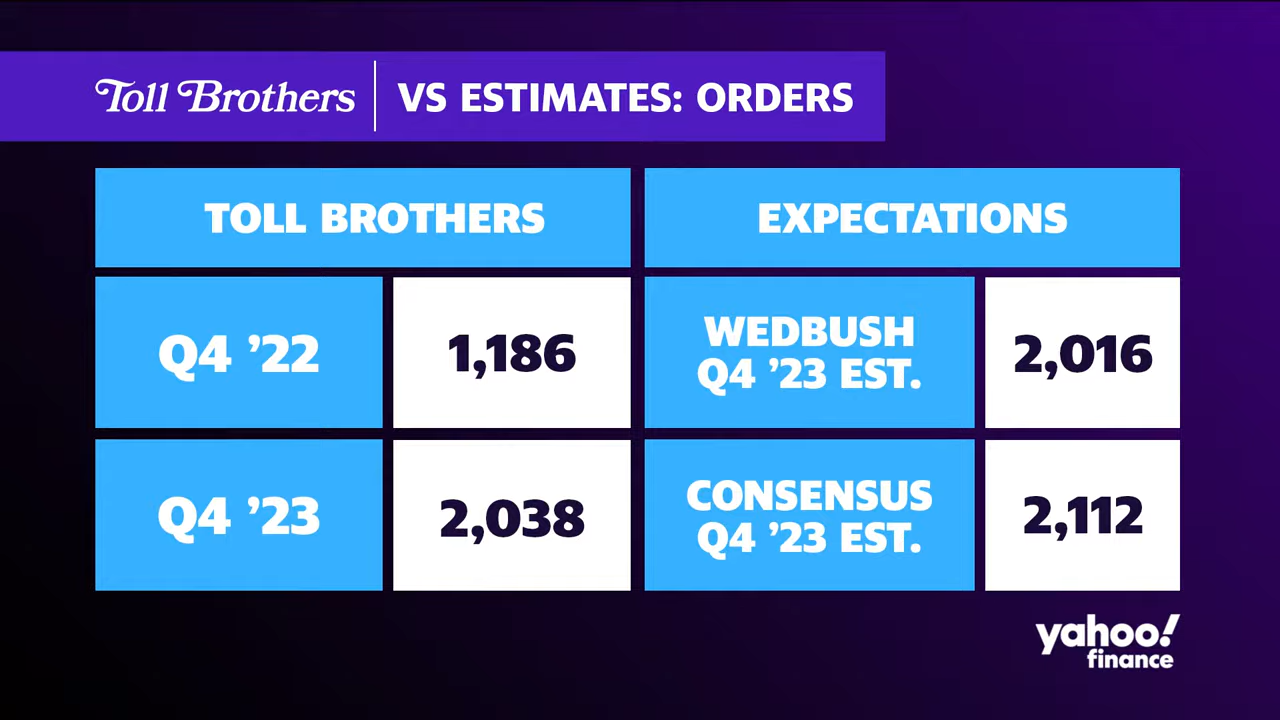 Toll Brothers VS ESTIMATES: ORDERS
TOLL BROTHERS
EXPECTATIONS
Q4 ’22
1,186
WEDBUSH
Q4 ’23 EST.
2,016
Q4 ’23
2,038
CONSENSUS
Q4 ’23 EST.
2,112
yahoo!
finance